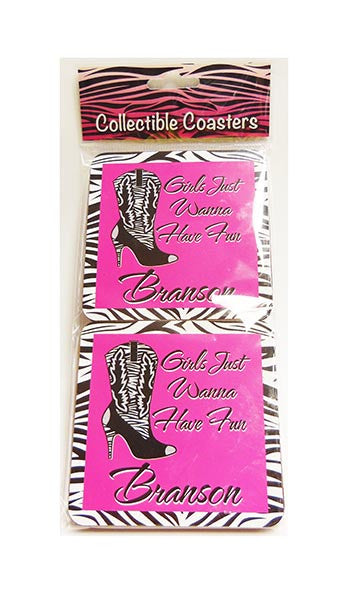 Collectible Coasters
Girls Just
Wanna
Have Fun
Branson
Girls Just
Wanna
Have Fun
Branson